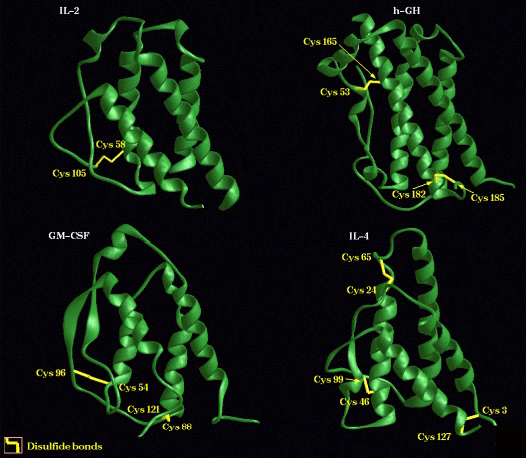 IL-2
h-GH
Cys 165
Cys 53
Cys 58
Cys 105
Cys 182
Cys 185
GM-CSF
IL-4
Cys 65
Cys 24
Cys 96
Cys 54
Cys 99
Cys 46
Cys 121
Cys 88
Cys 3
Cys 127
Disulfide bonds